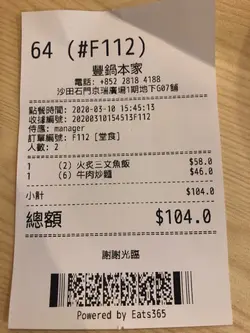 64 (#F112)
豐鍋本家
電話: +852 2818 4188
沙田石門京瑞廣場1期地下G07舖
點餐時間: 2020-03-10 15:45:13
收據編號: 20200310154513F112
侍應: manager
訂單編號: F112 [堂食]
人數: 2
1 (2) 火炙三文魚飯 $58.0
1 (6) 牛肉炒麵 $46.0
小計 $104.0
總額 $104.0
謝謝光臨
Powered by Eats365